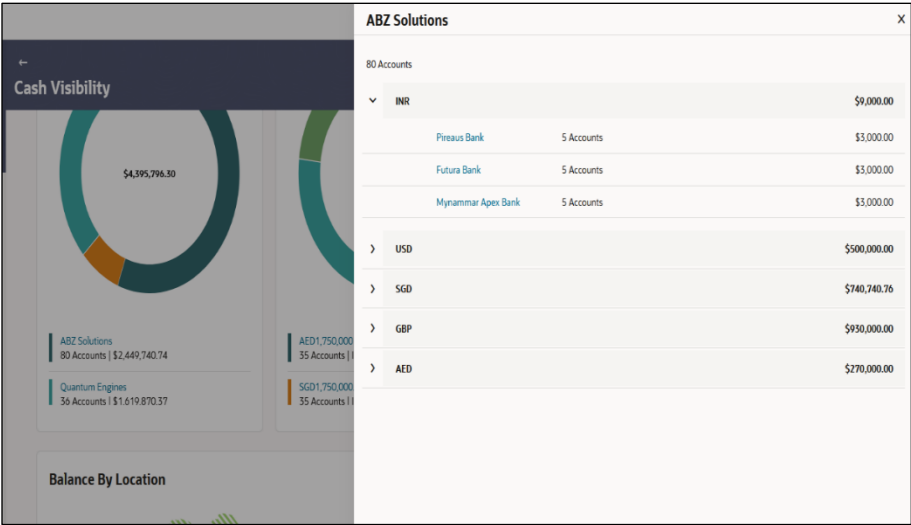 ABZ Solutions X
80 Accounts
INR $9,000.00
Pireaus Bank 5 Accounts $3,000.00
Futura Bank 5 Accounts $3,000.00
Mynammar Apex Bank 5 Accounts $3,000.00
USD $500,000.00
SGD $740,740.76
GBP $930,000.00
AED $270,000.00
←
Cash Visibility
$4,395,796.30
ABZ Solutions
80 Accounts | $2,449,740.74
Quantum Engines
36 Accounts | $1.619.870.37
AED1,750,000
35 Accounts |
SGD1,750,000
35 Accounts |
Balance By Location